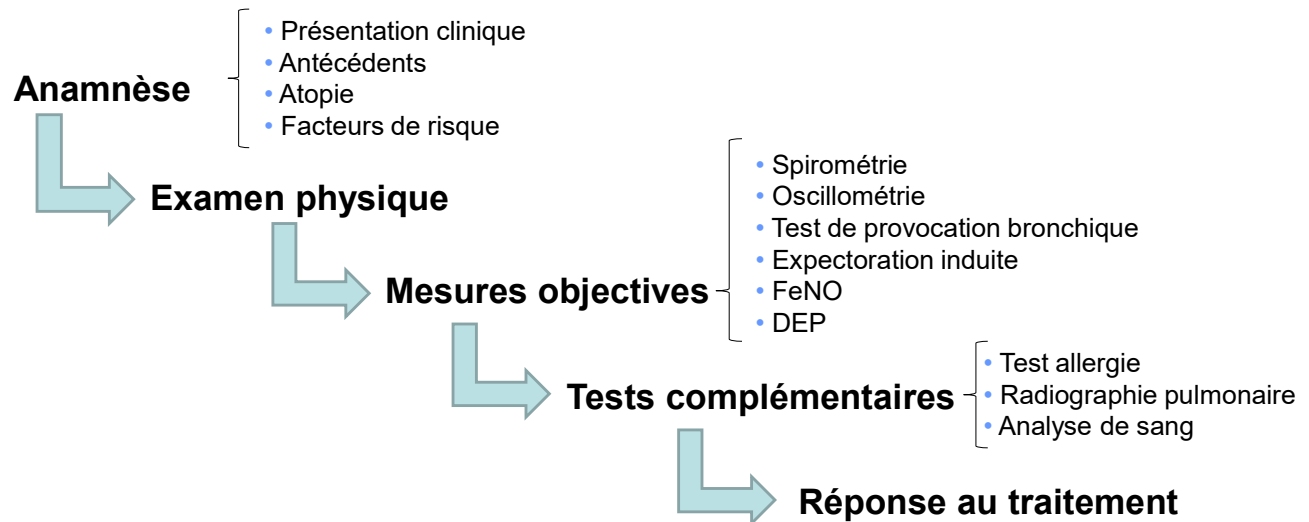 Anamnèse
• Présentation clinique
• Antécédents
• Atopie
• Facteurs de risque
Examen physique
Mesures objectives
• Spirométrie
• Oscillométrie
• Test de provocation bronchique
• Expectoration induite
• FeNO
• DEP
Tests complémentaires
• Test allergie
• Radiographie pulmonaire
• Analyse de sang
Réponse au traitement